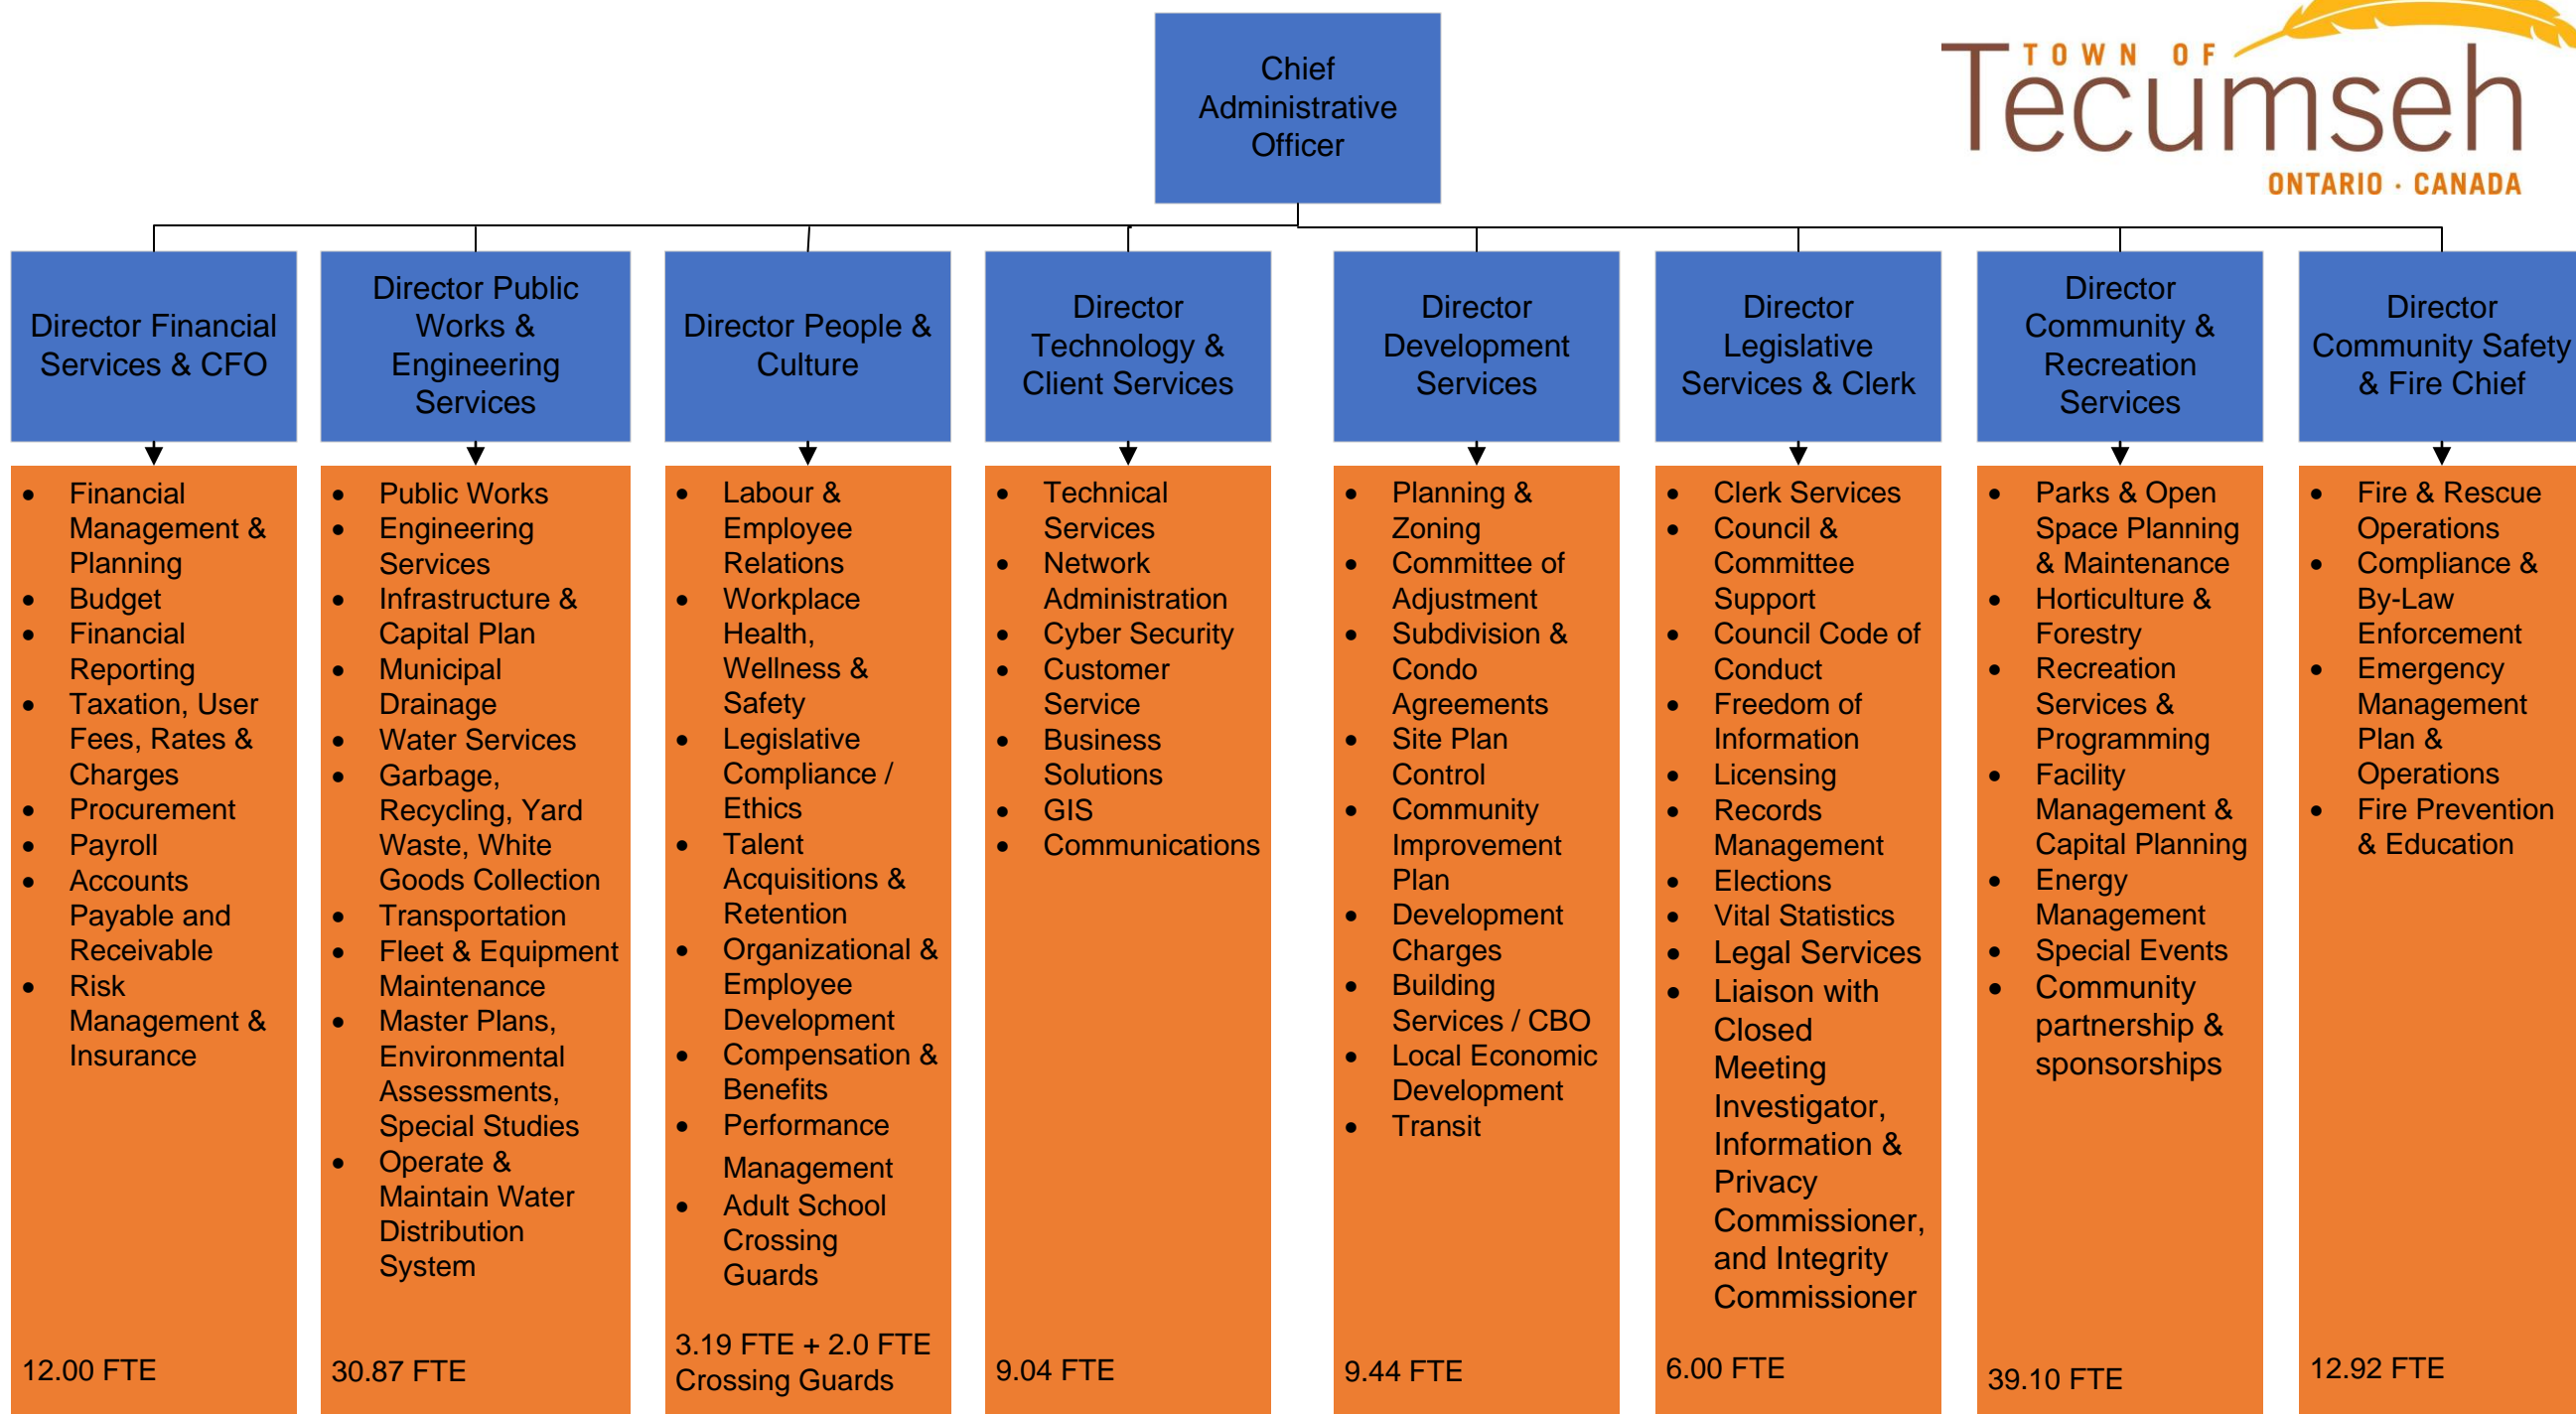 Chief
Administrative
Officer
TOWN OF
Tecumseh
ONTARIO · CANADA
Director Financial
Services & CFO
Director Public
Works &
Engineering
Services
Director People &
Culture
Director
Technology &
Client Services
Director
Development
Services
Director
Legislative
Services & Clerk
Director
Community &
Recreation
Services
Director
Community Safety
& Fire Chief
• Financial
Management &
Planning
• Budget
• Financial
Reporting
• Taxation, User
Fees, Rates &
Charges
• Procurement
• Payroll
• Accounts
Payable and
Receivable
• Risk
Management &
Insurance
12.00 FTE
• Public Works
• Engineering
Services
• Infrastructure &
Capital Plan
• Municipal
Drainage
• Water Services
• Garbage,
Recycling, Yard
Waste, White
Goods Collection
• Transportation
• Fleet & Equipment
Maintenance
• Master Plans,
Environmental
Assessments,
Special Studies
• Operate &
Maintain Water
Distribution
System
30.87 FTE
• Labour &
Employee
Relations
• Workplace
Health,
Wellness &
Safety
• Legislative
Compliance /
Ethics
• Talent
Acquisitions &
Retention
• Organizational &
Employee
Development
• Compensation &
Benefits
• Performance
Management
• Adult School
Crossing
Guards
3.19 FTE + 2.0 FTE
Crossing Guards
• Technical
Services
• Network
Administration
• Cyber Security
• Customer
Service
• Business
Solutions
• GIS
• Communications
9.04 FTE
• Planning &
Zoning
• Committee of
Adjustment
• Subdivision &
Condo
Agreements
• Site Plan
Control
• Community
Improvement
Plan
• Development
Charges
• Building
Services / CBO
• Local Economic
Development
• Transit
9.44 FTE
• Clerk Services
• Council &
Committee
Support
• Council Code of
Conduct
• Freedom of
Information
• Licensing
• Records
Management
• Elections
• Vital Statistics
• Legal Services
• Liaison with
Closed
Meeting
Investigator,
Information &
Privacy
Commissioner,
and Integrity
Commissioner
6.00 FTE
• Parks & Open
Space Planning
& Maintenance
• Horticulture &
Forestry
• Recreation
Services &
Programming
• Facility
Management &
Capital Planning
• Energy
Management
• Special Events
• Community
partnership &
sponsorships
39.10 FTE
• Fire & Rescue
Operations
• Compliance &
By-Law
Enforcement
• Emergency
Management
Plan &
Operations
• Fire Prevention
& Education
12.92 FTE